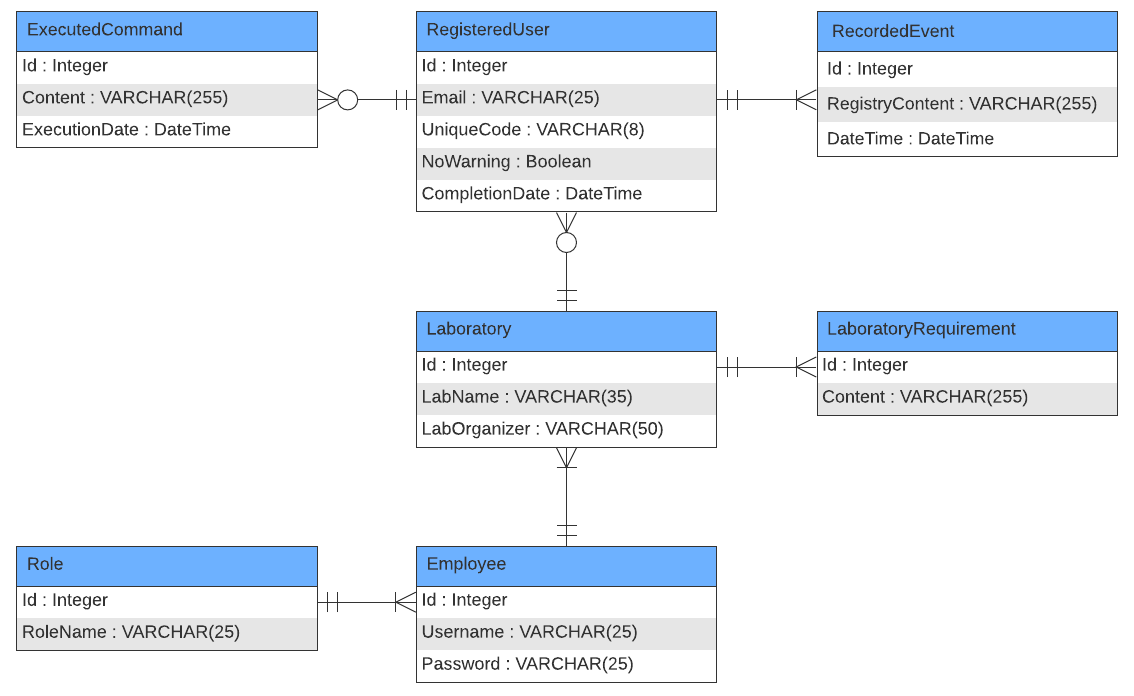 ExecutedCommand
Id : Integer
Content : VARCHAR(255)
ExecutionDate : DateTime
RegisteredUser
Id : Integer
Email : VARCHAR(25)
UniqueCode : VARCHAR(8)
NoWarning : Boolean
CompletionDate : DateTime
RecordedEvent
Id : Integer
RegistryContent : VARCHAR(255)
DateTime : DateTime
Laboratory
Id : Integer
LabName : VARCHAR(35)
LabOrganizer : VARCHAR(50)
LaboratoryRequirement
Id : Integer
Content : VARCHAR(255)
Role
Id : Integer
RoleName : VARCHAR(25)
Employee
Id : Integer
Username : VARCHAR(25)
Password : VARCHAR(25)